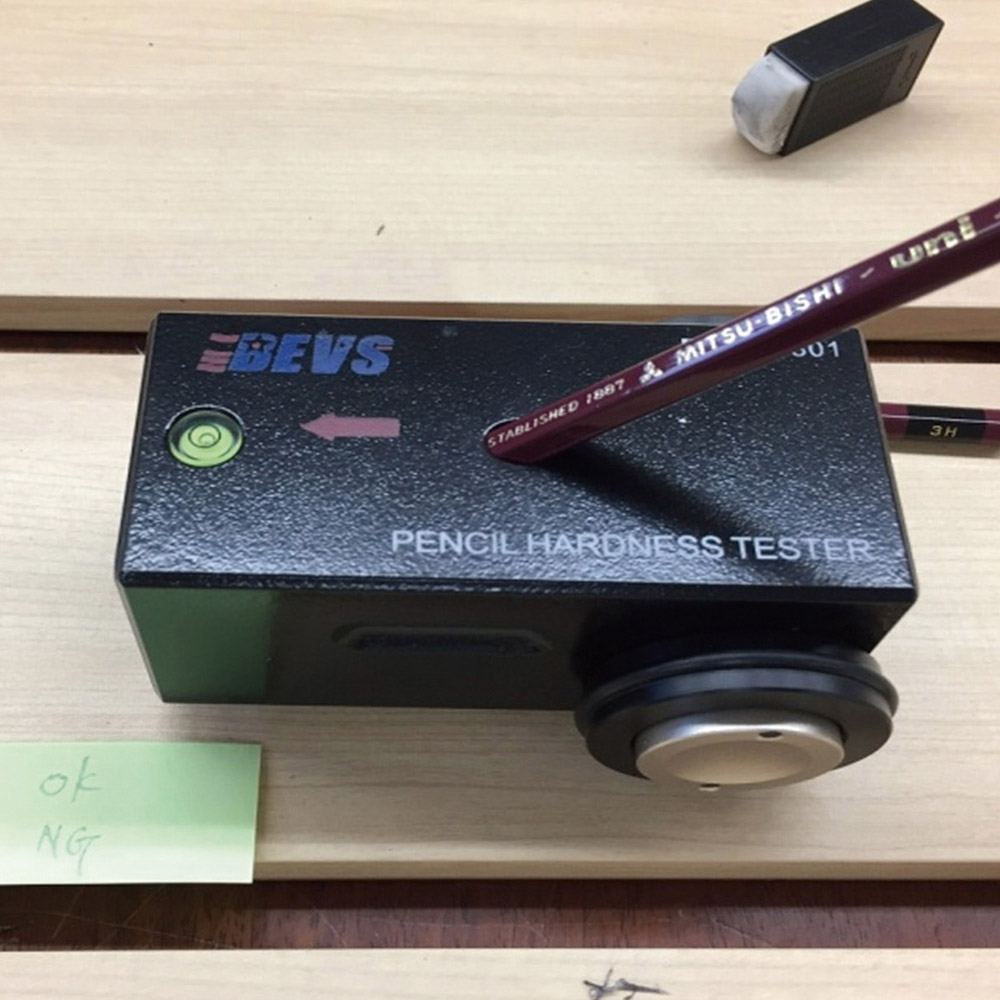 BEVS
MITSU-BISHI - uni
STABLISHED 1887
3H
PENCIL HARDNESS TESTER
ok
NG